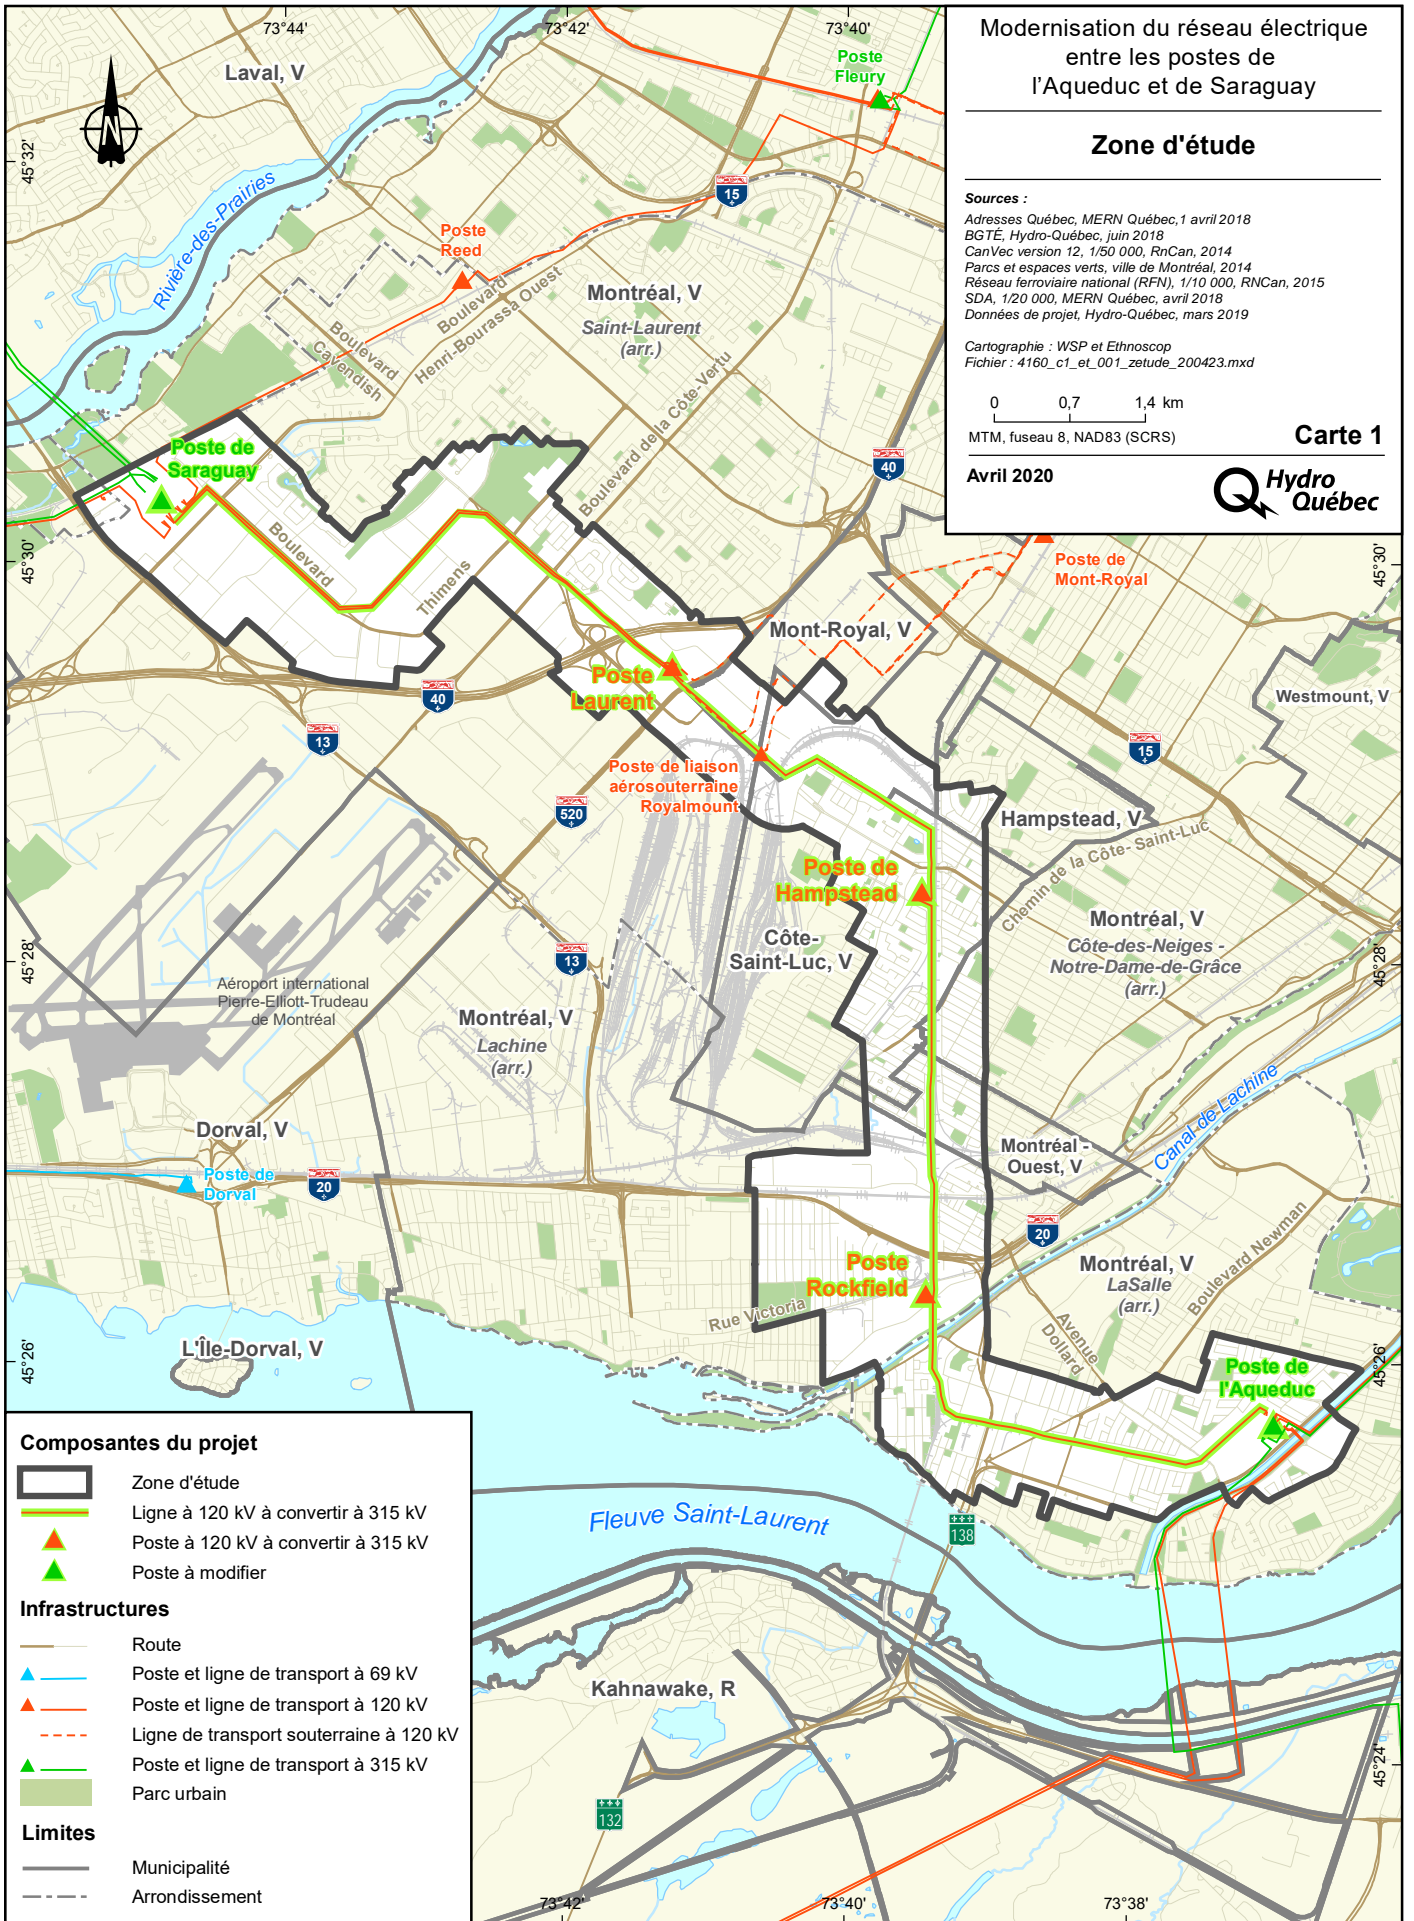 73°44'
73°42'
73°40'
Modernisation du réseau électrique
entre les postes de
l'Aqueduc et de Saraguay
Zone d'étude
Sources :
Adresses Québec, MERN Québec,1 avril 2018
BGTÉ, Hydro-Québec, juin 2018
CanVec version 12, 1/50 000, RnCan, 2014
Parcs et espaces verts, ville de Montréal, 2014
Réseau ferroviaire national (RFN), 1/10 000, RNCan, 2015
SDA, 1/20 000, MERN Québec, avril 2018
Données de projet, Hydro-Québec, mars 2019
Cartographie : WSP et Ethnoscop
Fichier : 4160_c1_et_001_zetude_200423.mxd
0 0,7 1,4 km
MTM, fuseau 8, NAD83 (SCRS)
Carte 1
Avril 2020
Hydro
Québec
Laval, V
Poste
Fleury
N
45°32'
15
Rivière-des-Prairies
Poste
Reed
Montréal, V
Saint-Laurent
(arr.)
Boulevard
Henri-Bourassa Ouest
Boulevard
Cavendish
Boulevard de la Côte-Vertu
40
Poste de
Saraguay
45°30'
45°30'
Boulevard
Thimens
Poste de
Mont-Royal
Mont-Royal, V
Poste
Laurent
Westmount, V
40
13
15
Poste de liaison
aérosouterraine
Royalmount
520
Hampstead, V
Chemin de la Côte- Saint-Luc
Poste de
Hampstead
Montréal, V
Côte-des-Neiges -
Notre-Dame-de-Grâce
(arr.)
Côte-
Saint-Luc, V
45°28'
45°28'
13
Aéroport international
Pierre-Elliott-Trudeau
de Montréal
Montréal, V
Lachine
(arr.)
Canal de Lachine
Dorval, V
Montréal -
Ouest, V
Poste de
Dorval
20
20
Poste
Rockfield
Montréal, V
LaSalle
(arr.)
Boulevard Newman
Rue Victoria
Avenue
Dollard
L'Île-Dorval, V
45°26'
45°26'
Poste de
l'Aqueduc
Fleuve Saint-Laurent
138
Kahnawake, R
132
45°24'
73°42'
73°40'
73°38'
Composantes du projet
Zone d'étude
Ligne à 120 kV à convertir à 315 kV
Poste à 120 kV à convertir à 315 kV
Poste à modifier
Infrastructures
Route
Poste et ligne de transport à 69 kV
Poste et ligne de transport à 120 kV
Ligne de transport souterraine à 120 kV
Poste et ligne de transport à 315 kV
Parc urbain
Limites
Municipalité
Arrondissement